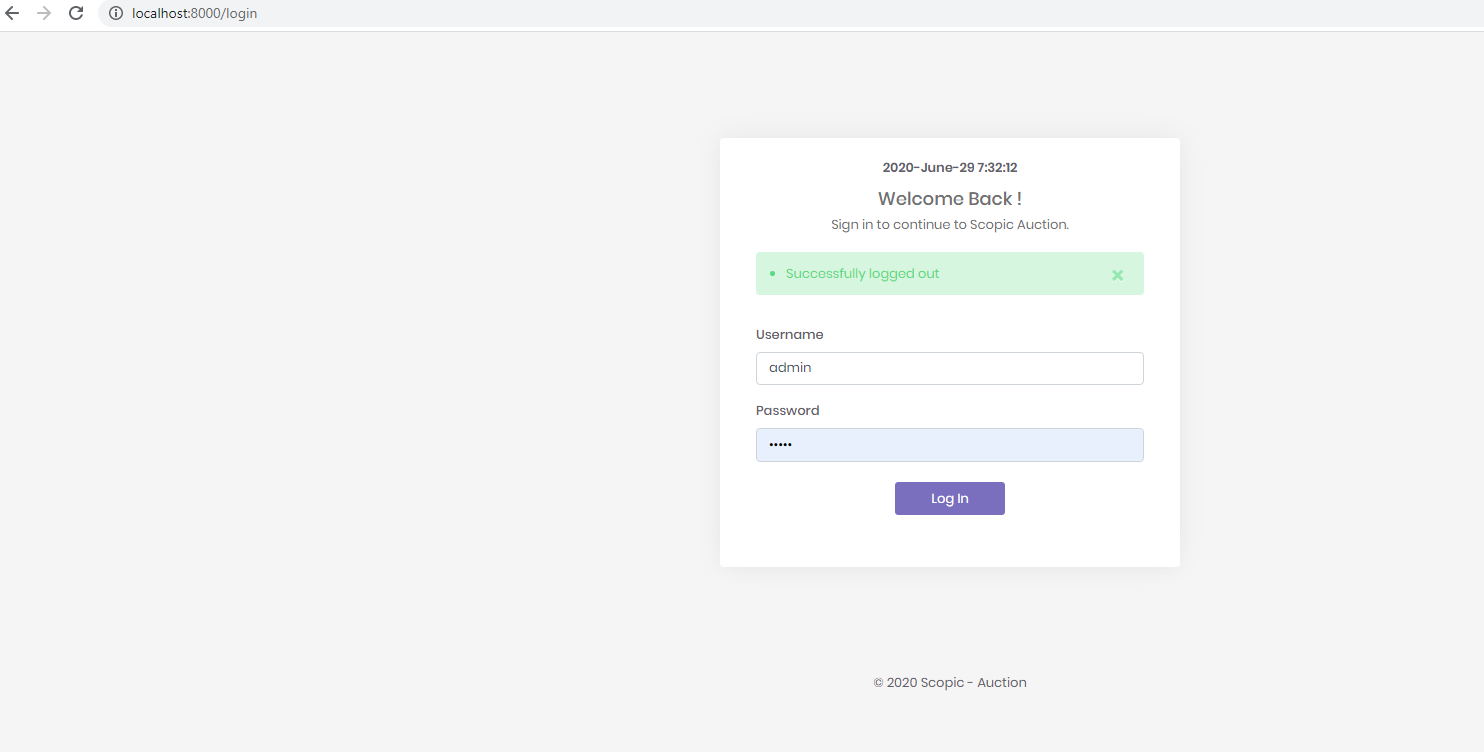 localhost:8000/login
2020-June-29 7:32:12
Welcome Back !
Sign in to continue to Scopic Auction.
• Successfully logged out ×
Username
admin
Password
•••••
Log In
© 2020 Scopic - Auction